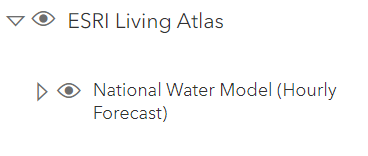 ESRI Living Atlas
National Water Model (Hourly
Forecast)